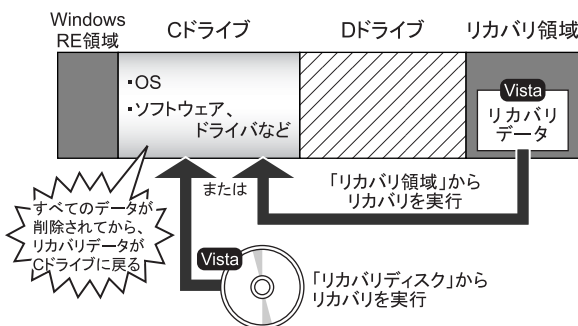 Windows
RE領域
Cドライブ
Dドライブ
リカバリ領域
・OS
・ソフトウェア、
ドライバなど
Vista
リカバリ
データ
または
「リカバリ領域」から
リカバリを実行
すべてのデータが
削除されてから、
リカバリデータが
Cドライブに戻る
Vista
「リカバリディスク」から
リカバリを実行